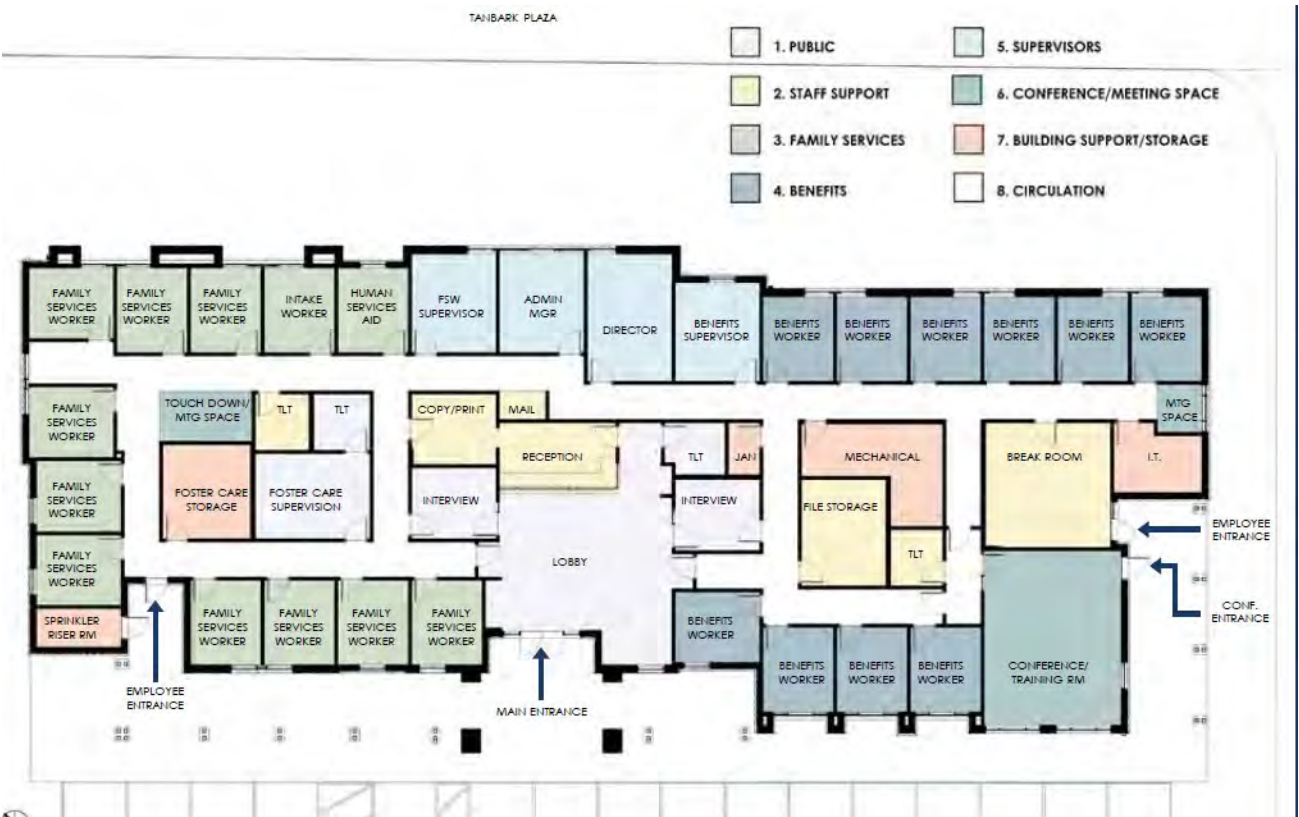 TANBARK PLAZA
1. PUBLIC
2. STAFF SUPPORT
3. FAMILY SERVICES
4. BENEFITS
5. SUPERVISORS
6. CONFERENCE/MEETING SPACE
7. BUILDING SUPPORT/STORAGE
8. CIRCULATION
FAMILY
SERVICES
WORKER
FAMILY
SERVICES
WORKER
FAMILY
SERVICES
WORKER
INTAKE
WORKER
HUMAN
SERVICES
AID
FSW
SUPERVISOR
ADMIN
MGR
DIRECTOR
BENEFITS
SUPERVISOR
BENEFITS
WORKER
BENEFITS
WORKER
BENEFITS
WORKER
BENEFITS
WORKER
BENEFITS
WORKER
BENEFITS
WORKER
FAMILY
SERVICES
WORKER
TOUCH DOWN/
MTG SPACE
TLT
TLT
COPY/PRINT
MAIL
MTG
SPACE
RECEPTION
TLT
JAN
MECHANICAL
BREAK ROOM
I.T.
FAMILY
SERVICES
WORKER
FOSTER CARE
STORAGE
FOSTER CARE
SUPERVISION
INTERVIEW
INTERVIEW
FILE STORAGE
EMPLOYEE
ENTRANCE
FAMILY
SERVICES
WORKER
LOBBY
TLT
CONF.
ENTRANCE
SPRINKLER
RISER RM
FAMILY
SERVICES
WORKER
FAMILY
SERVICES
WORKER
FAMILY
SERVICES
WORKER
FAMILY
SERVICES
WORKER
BENEFITS
WORKER
BENEFITS
WORKER
BENEFITS
WORKER
BENEFITS
WORKER
CONFERENCE/
TRAINING RM
EMPLOYEE
ENTRANCE
MAIN ENTRANCE